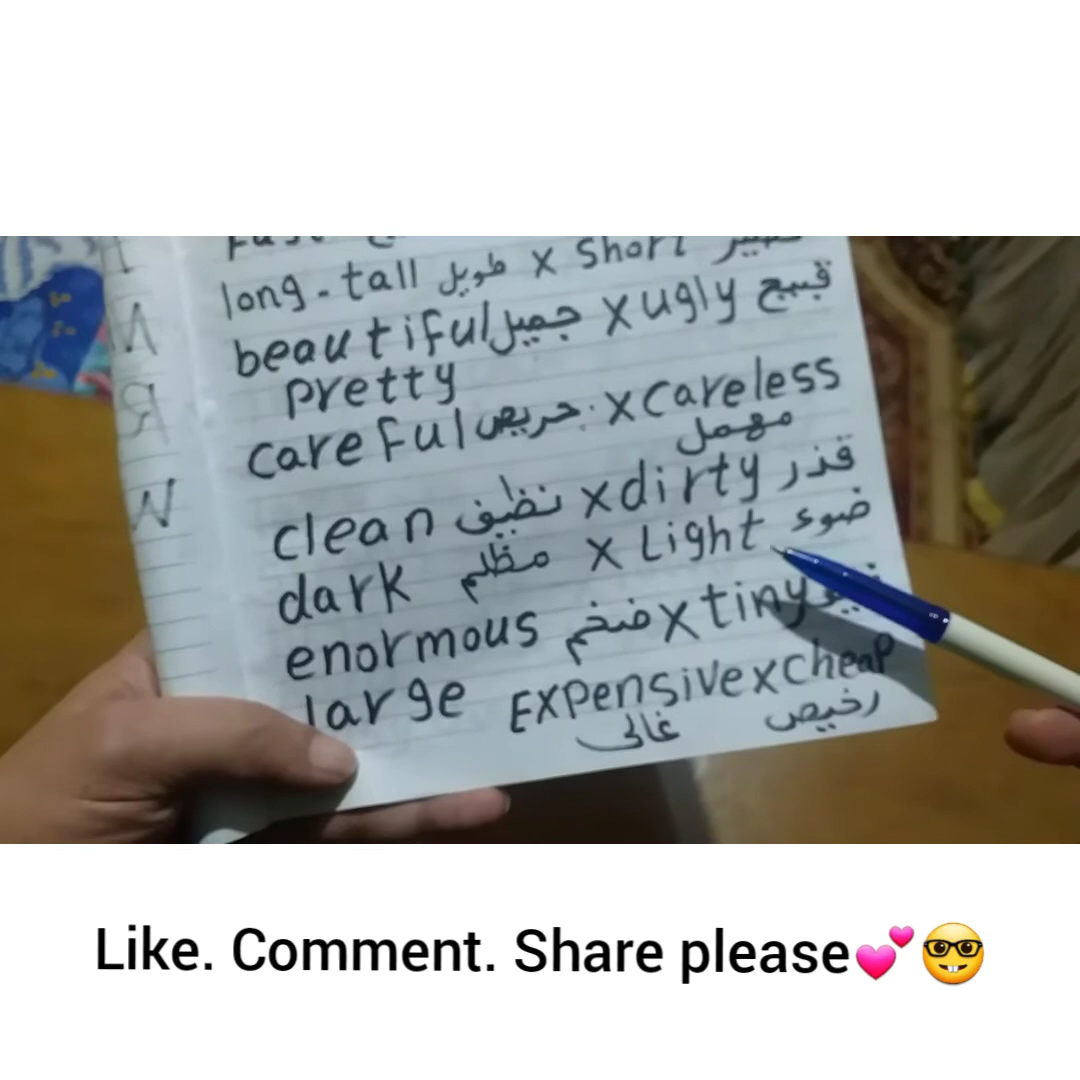 long - tall طويل x Short
beautiful جميل x ugly قبيح
pretty
careful حريص x careless
مهمل
clean نظيف x dirty قذر
dark مظلم x Light ضوء
enormous ضخم x tiny
large Expensive x cheap
غالى رخيص
Like. Comment. Share please💕🤓